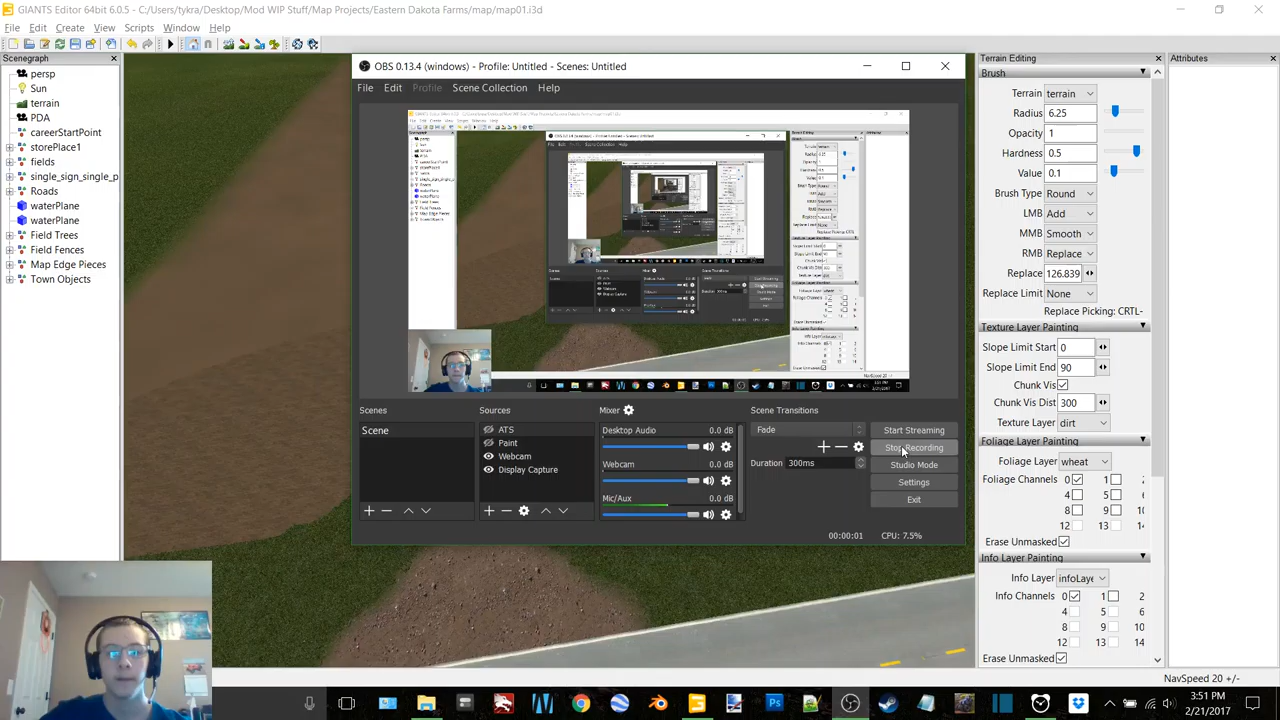 GIANTS Editor 64bit 6.0.5 - C:/Users/tykra/Desktop/Mod WIP Stuff/Map Projects/Eastern Dakota Farms/map/map01.i3d
File Edit Create View Scripts Window Help
Scenegraph
persp
Sun
terrain
PDA
careerStartPoint
storePlace1
fields
single_sign_single_p
Roads
waterPlane
waterPlane
Field Trees
Field Fences
Map Edge Pieces
Town Objects
OBS 0.13.4 (windows) - Profile: Untitled - Scenes: Untitled
File Edit Profile Scene Collection Help
Scenes
Scene
Sources
ATS
Paint
Webcam
Display Capture
Mixer
Desktop Audio 0.0 dB
Webcam 0.0 dB
Mic/Aux 0.0 dB
Scene Transitions
Fade
Duration 300ms
Start Streaming
Stop Recording
Studio Mode
Settings
Exit
00:00:01 CPU: 7.5%
Terrain Editing
Brush
Terrain terrain
Radius 6.25
Opacity 1
Hardness 0.5
Value 0.1
Brush Type Round
LMB Add
MMB Smooth
RMB Replace
Replace 126.839
Replace Limit None
Replace Picking: CRTL-
Texture Layer Painting
Slope Limit Start 0
Slope Limit End 90
Chunk Vis
Chunk Vis Dist 300
Texture Layer dirt
Foliage Layer Painting
Foliage Layer wheat
Foliage Channels 0 1 2
4 5 6
8 9 10
12 13 14
Erase Unmasked
Info Layer Painting
Info Layer infoLaye
Info Channels 0 1 2
4 5 6
8 9 10
12 13 14
Erase Unmasked
Attributes
NavSpeed 20 +/-
3:51 PM
2/21/2017